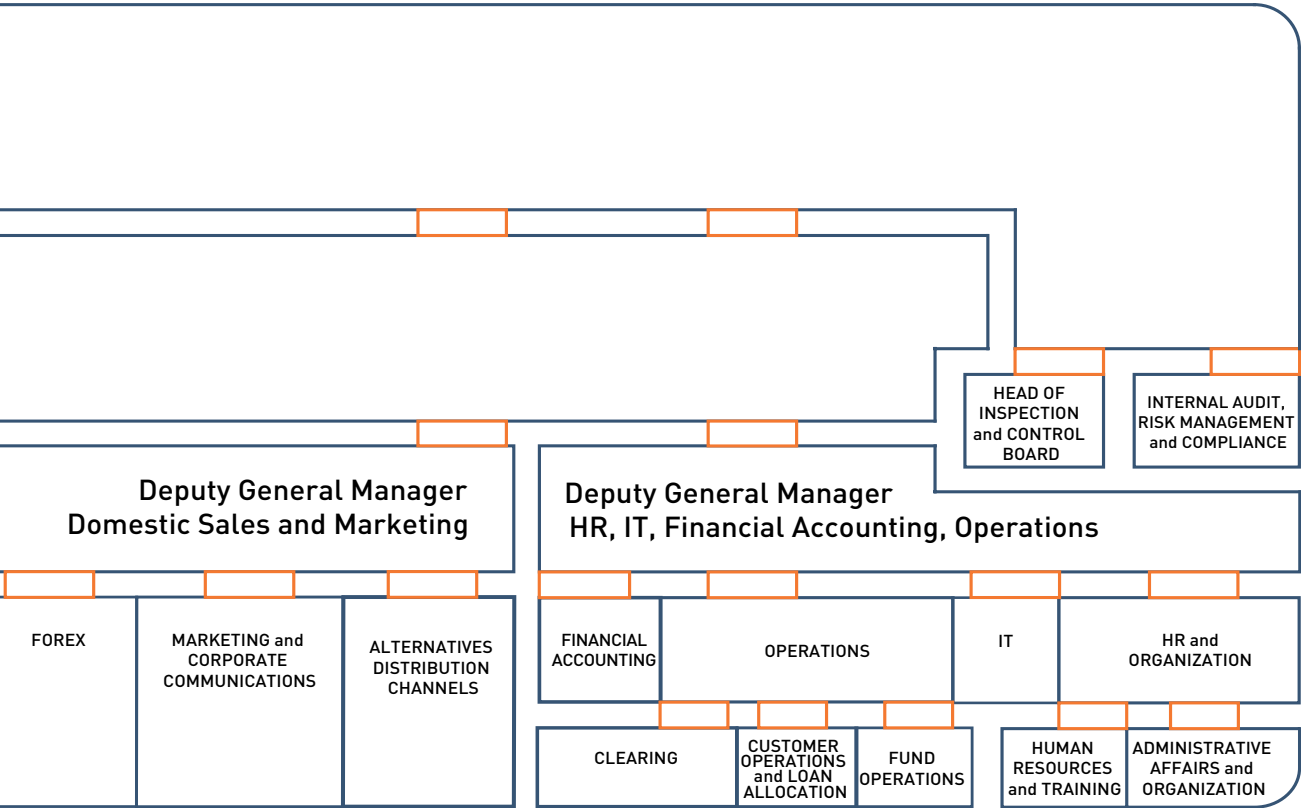 HEAD OF
INSPECTION
and CONTROL
BOARD
INTERNAL AUDIT,
RISK MANAGEMENT
and COMPLIANCE
Deputy General Manager
Domestic Sales and Marketing
Deputy General Manager
HR, IT, Financial Accounting, Operations
FOREX
MARKETING and
CORPORATE
COMMUNICATIONS
ALTERNATIVES
DISTRIBUTION
CHANNELS
FINANCIAL
ACCOUNTING
OPERATIONS
IT
HR and
ORGANIZATION
CLEARING
CUSTOMER
OPERATIONS
and LOAN
ALLOCATION
FUND
OPERATIONS
HUMAN
RESOURCES
and TRAINING
ADMINISTRATIVE
AFFAIRS and
ORGANIZATION